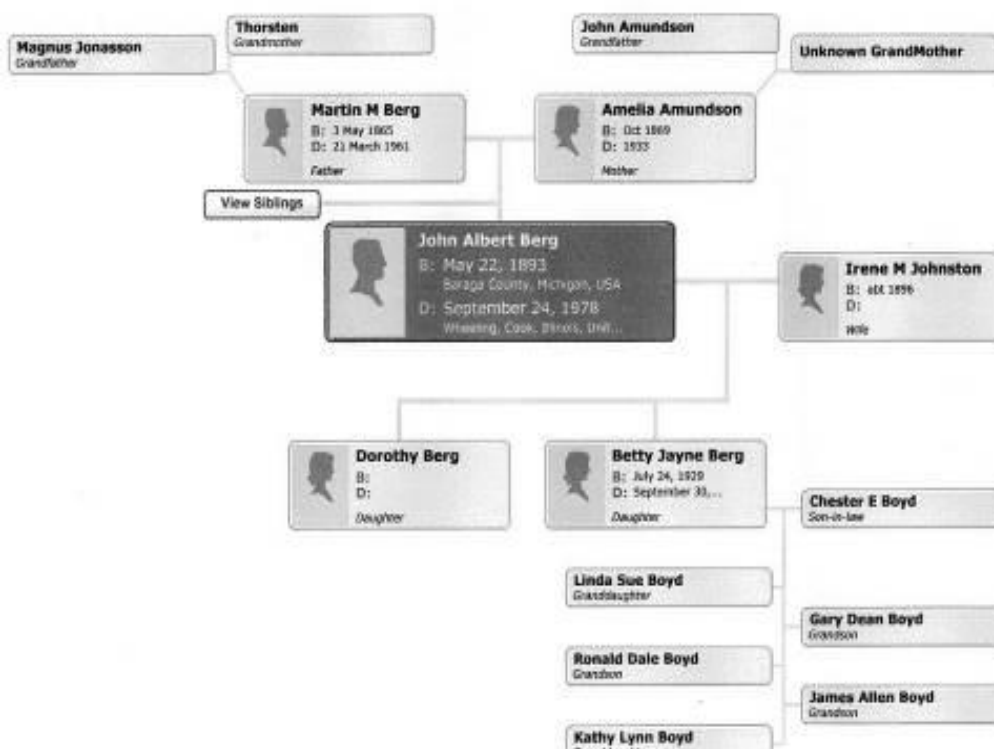 Thorsten
Grandmother
John Amundson
Grandfather
Magnus Jonasson
Grandfather
Unknown GrandMother
Martin M Berg
B: 3 May 1865
D: 21 March 1961
Father
Amelia Amundson
B: Oct 1869
D: 1933
Mother
View Siblings
John Albert Berg
B: May 22, 1893
Baraga County, Michigan, USA
D: September 24, 1978
Wheeling, Cook, Illinois, Unit...
Irene M Johnston
B: abt 1896
D:
Wife
Dorothy Berg
B:
D:
Daughter
Betty Jayne Berg
B: July 24, 1929
D: September 30,...
Daughter
Chester E Boyd
Son-in-law
Linda Sue Boyd
Granddaughter
Gary Dean Boyd
Grandson
Ronald Dale Boyd
Grandson
James Allen Boyd
Grandson
Kathy Lynn Boyd